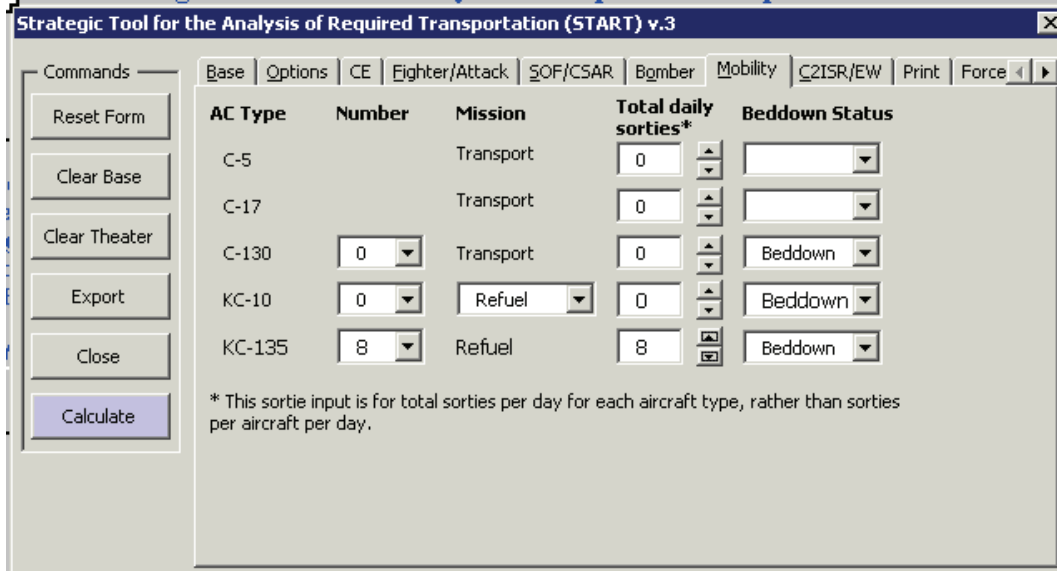 Strategic Tool for the Analysis of Required Transportation (START) v.3
Commands
Reset Form
Clear Base
Clear Theater
Export
Close
Calculate
Base Options CE Fighter/Attack SOF/CSAR Bomber Mobility C2ISR/EW Print Force
AC Type Number Mission Total daily sorties* Beddown Status
C-5 Transport 0
C-17 Transport 0
C-130 0 Transport 0 Beddown
KC-10 0 Refuel 0 Beddown
KC-135 8 Refuel 8 Beddown
* This sortie input is for total sorties per day for each aircraft type, rather than sorties
per aircraft per day.